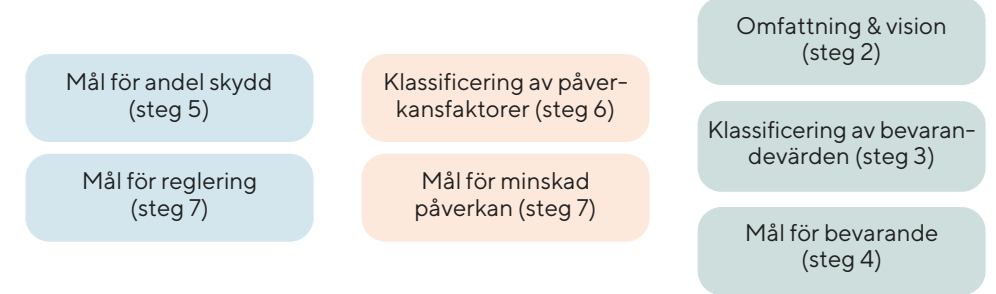 Mål för andel skydd
(steg 5)
Mål för reglering
(steg 7)
Klassificering av påver-
kansfaktorer (steg 6)
Mål för minskad
påverkan (steg 7)
Omfattning & vision
(steg 2)
Klassificering av bevaran-
devärden (steg 3)
Mål för bevarande
(steg 4)